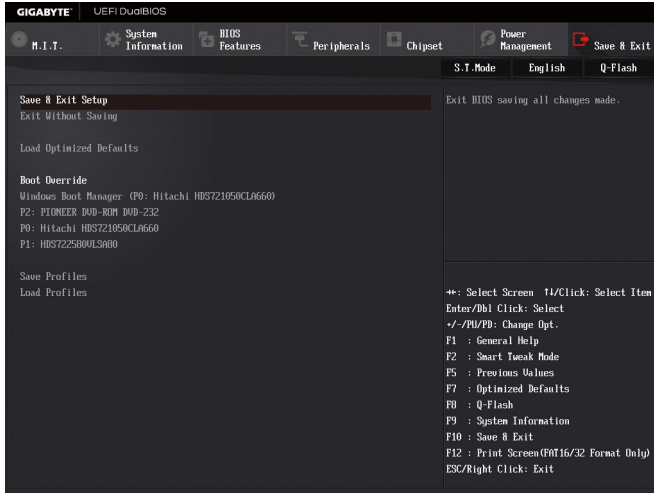 GIGABYTE™ UEFI DualBIOS
M.I.T.
System Information
BIOS Features
Peripherals
Chipset
Power Management
Save & Exit
S.T.Mode English Q-Flash
Save & Exit Setup
Exit Without Saving
Load Optimized Defaults
Boot Override
Windows Boot Manager (P0: Hitachi HDS721050CLA660)
P2: PIONEER DVD-ROM DVD-232
P0: Hitachi HDS721050CLA660
P1: HDS722580VLSA80
Save Profiles
Load Profiles
Exit BIOS saving all changes made.
→←: Select Screen ↑↓/Click: Select Item
Enter/Dbl Click: Select
+/-/PU/PD: Change Opt.
F1 : General Help
F2 : Smart Tweak Mode
F5 : Previous Values
F7 : Optimized Defaults
F8 : Q-Flash
F9 : System Information
F10 : Save & Exit
F12 : Print Screen(FAT16/32 Format Only)
ESC/Right Click: Exit